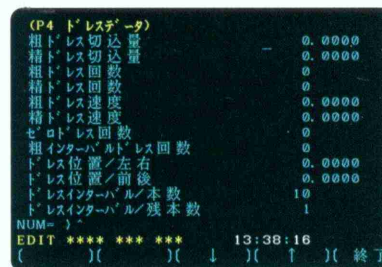 (P4 ドレスデータ)
粗ドレス切込量 0.0000
精ドレス切込量 0.0000
粗ドレス回数 0
精ドレス回数 0
粗ドレス速度 0.0000
精ドレス速度 0.0000
ゼロドレス回数 0
粗インターバルドレス回数 0
ドレス位置/左右 0.0000
ドレス位置/前後 0.0000
ドレスインターバル/本数 10
ドレスインターバル/残本数 1
NUM= )^
EDIT **** *** *** 13:38:16
( )( )( ↓ )( ↑ )( 終了